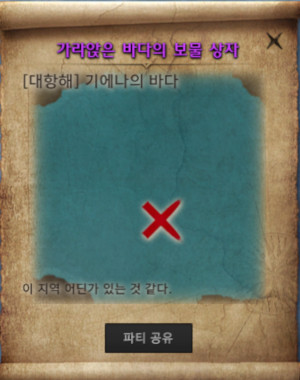 가라앉은 바다의 보물 상자
[대항해] 기에나의 바다
이 지역 어딘가 있는 것 같다.
파티 공유